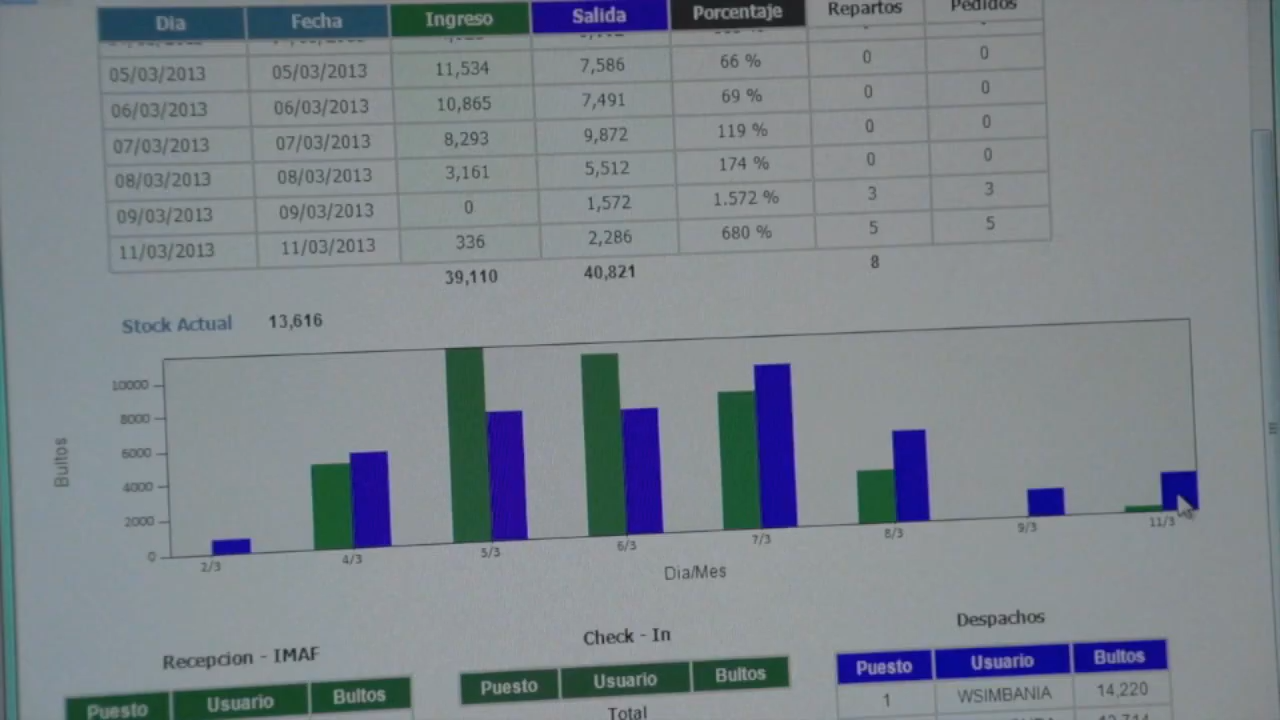 Dia Fecha Ingreso Salida Porcentaje Repartos Pedidos
05/03/2013 05/03/2013 11,534 7,586 66 % 0 0
06/03/2013 06/03/2013 10,865 7,491 69 % 0 0
07/03/2013 07/03/2013 8,293 9,872 119 % 0 0
08/03/2013 08/03/2013 3,161 5,512 174 % 0 0
09/03/2013 09/03/2013 0 1,572 1.572 % 3 3
11/03/2013 11/03/2013 336 2,286 680 % 5 5
39,110 40,821 8
Stock Actual 13,616
10000
8000
6000
4000
2000
0
Bultos
2/3 4/3 5/3 6/3 7/3 8/3 9/3 11/3
Dia/Mes
Recepcion - IMAF
Puesto Usuario Bultos
Check - In
Puesto Usuario Bultos
Total
Despachos
Puesto Usuario Bultos
1 WSIMBANIA 14,220